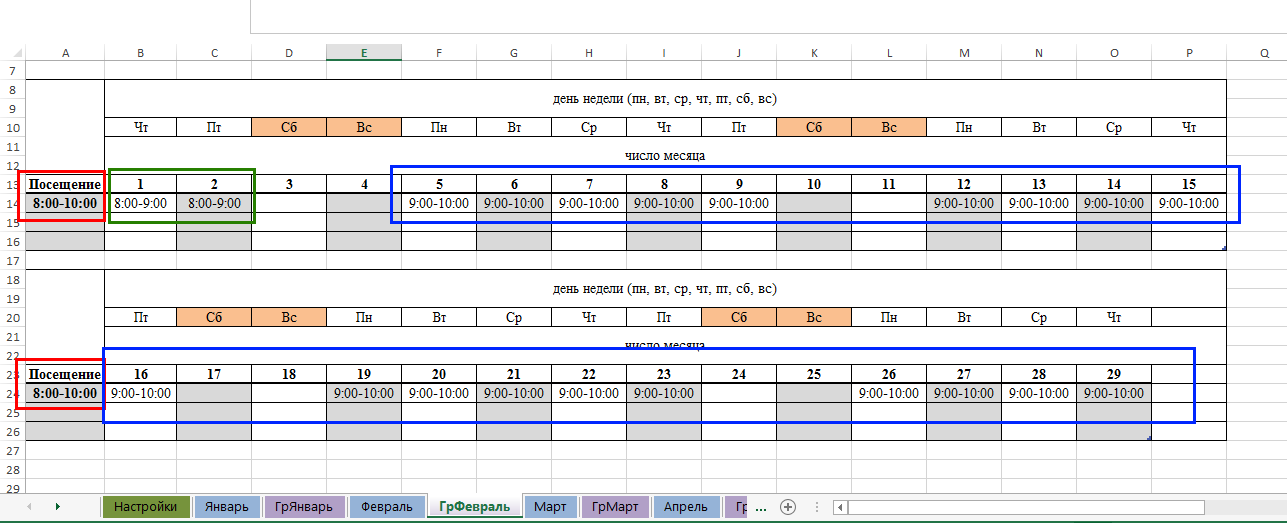 A B C D E F G H I J K L M N O P Q
7
8
день недели (пн, вт, ср, чт, пт, сб, вс)
9
10 Чт Пт Сб Вс Пн Вт Ср Чт Пт Сб Вс Пн Вт Ср Чт
11
число месяца
12
13 Посещение 1 2 3 4 5 6 7 8 9 10 11 12 13 14 15
14 8:00-10:00 8:00-9:00 8:00-9:00 9:00-10:00 9:00-10:00 9:00-10:00 9:00-10:00 9:00-10:00 9:00-10:00 9:00-10:00 9:00-10:00 9:00-10:00
15
16
17
18
день недели (пн, вт, ср, чт, пт, сб, вс)
19
20 Пт Сб Вс Пн Вт Ср Чт Пт Сб Вс Пн Вт Ср Чт
21
число месяца
22
23 Посещение 16 17 18 19 20 21 22 23 24 25 26 27 28 29
24 8:00-10:00 9:00-10:00 9:00-10:00 9:00-10:00 9:00-10:00 9:00-10:00 9:00-10:00 9:00-10:00 9:00-10:00 9:00-10:00 9:00-10:00
25
26
27
28
29
Настройки Январь ГрЯнварь Февраль ГрФевраль Март ГрМарт Апрель Гр ...